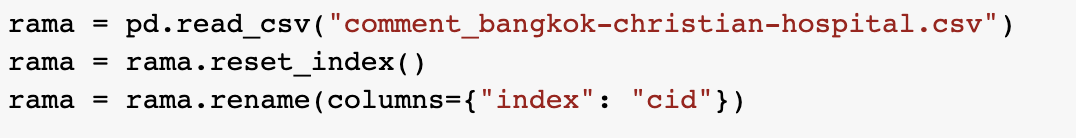 rama = pd.read_csv("comment_bangkok-christian-hospital.csv")
rama = rama.reset_index()
rama = rama.rename(columns={"index": "cid"})